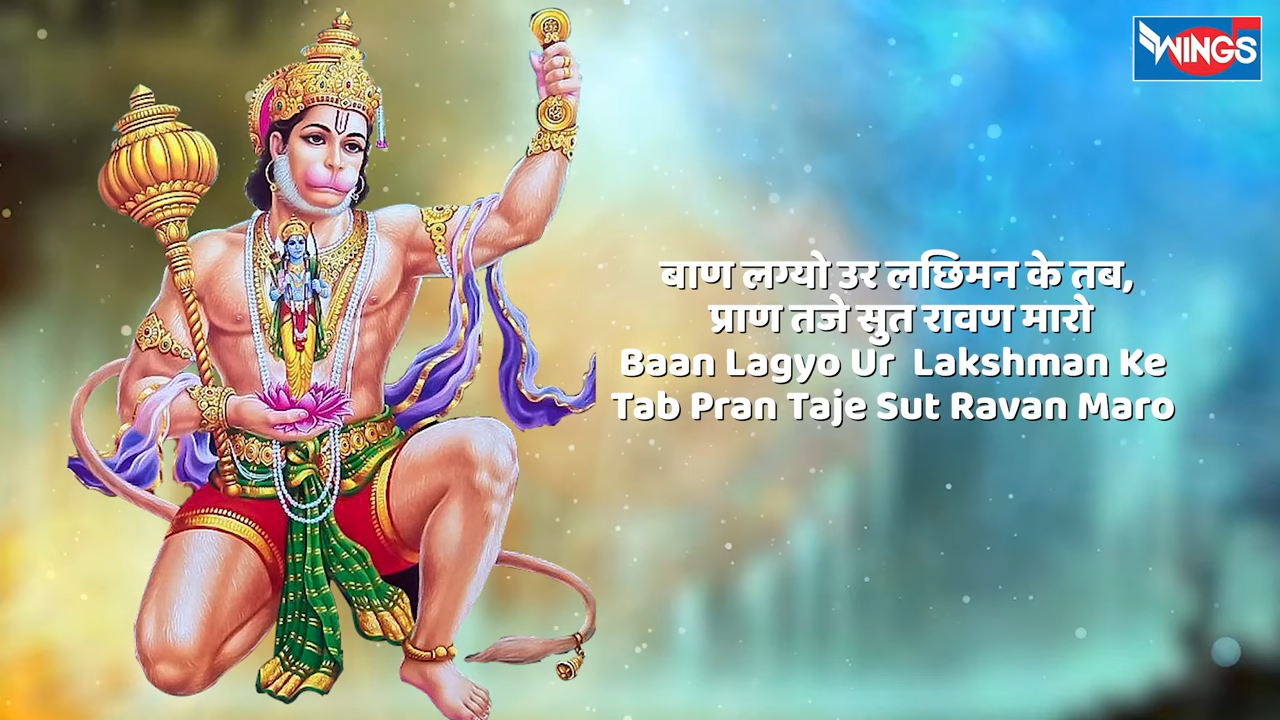 WINGS
बाण लग्यो उर लछिमन के तब,
प्राण तजे सुत रावण मारो
Baan Lagyo Ur Lakshman Ke
Tab Pran Taje Sut Ravan Maro